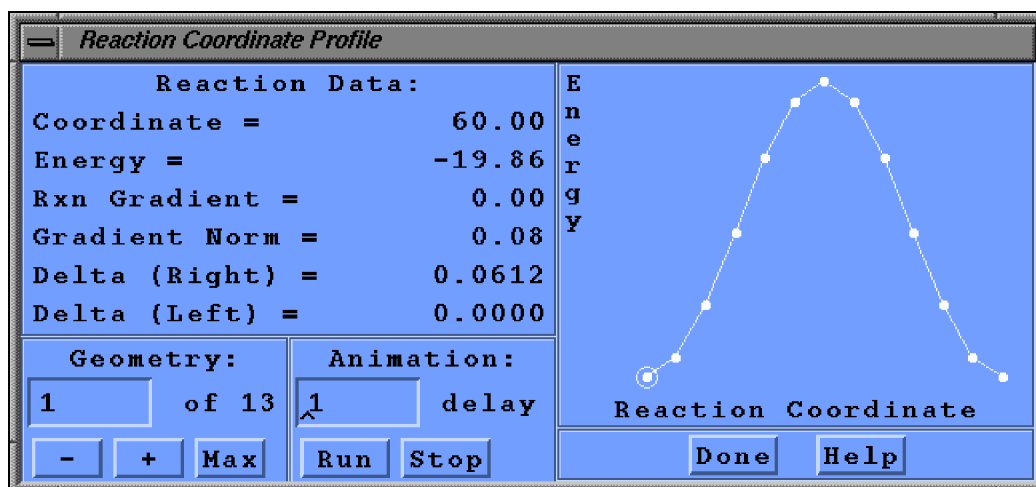 Reaction Coordinate Profile
Reaction Data:
Coordinate = 60.00
Energy = -19.86
Rxn Gradient = 0.00
Gradient Norm = 0.08
Delta (Right) = 0.0612
Delta (Left) = 0.0000
Geometry:
1 of 13
- + Max
Animation:
1 delay
Run Stop
Energy
Reaction Coordinate
Done Help